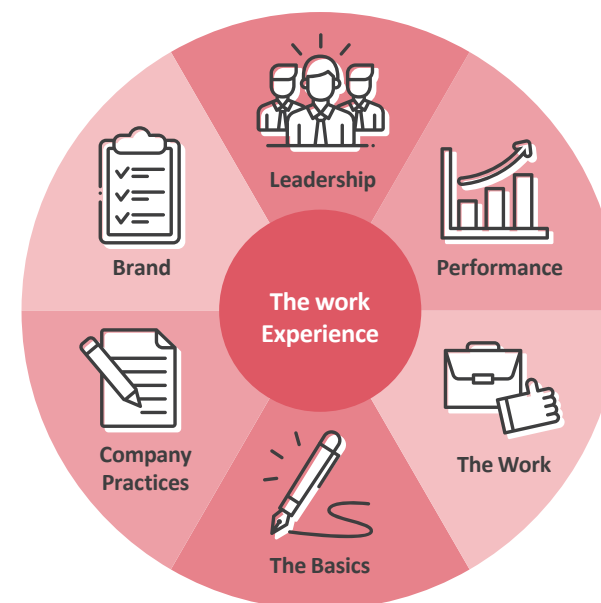 Leadership
Performance
The Work
The Basics
Company
Practices
Brand
The work
Experience